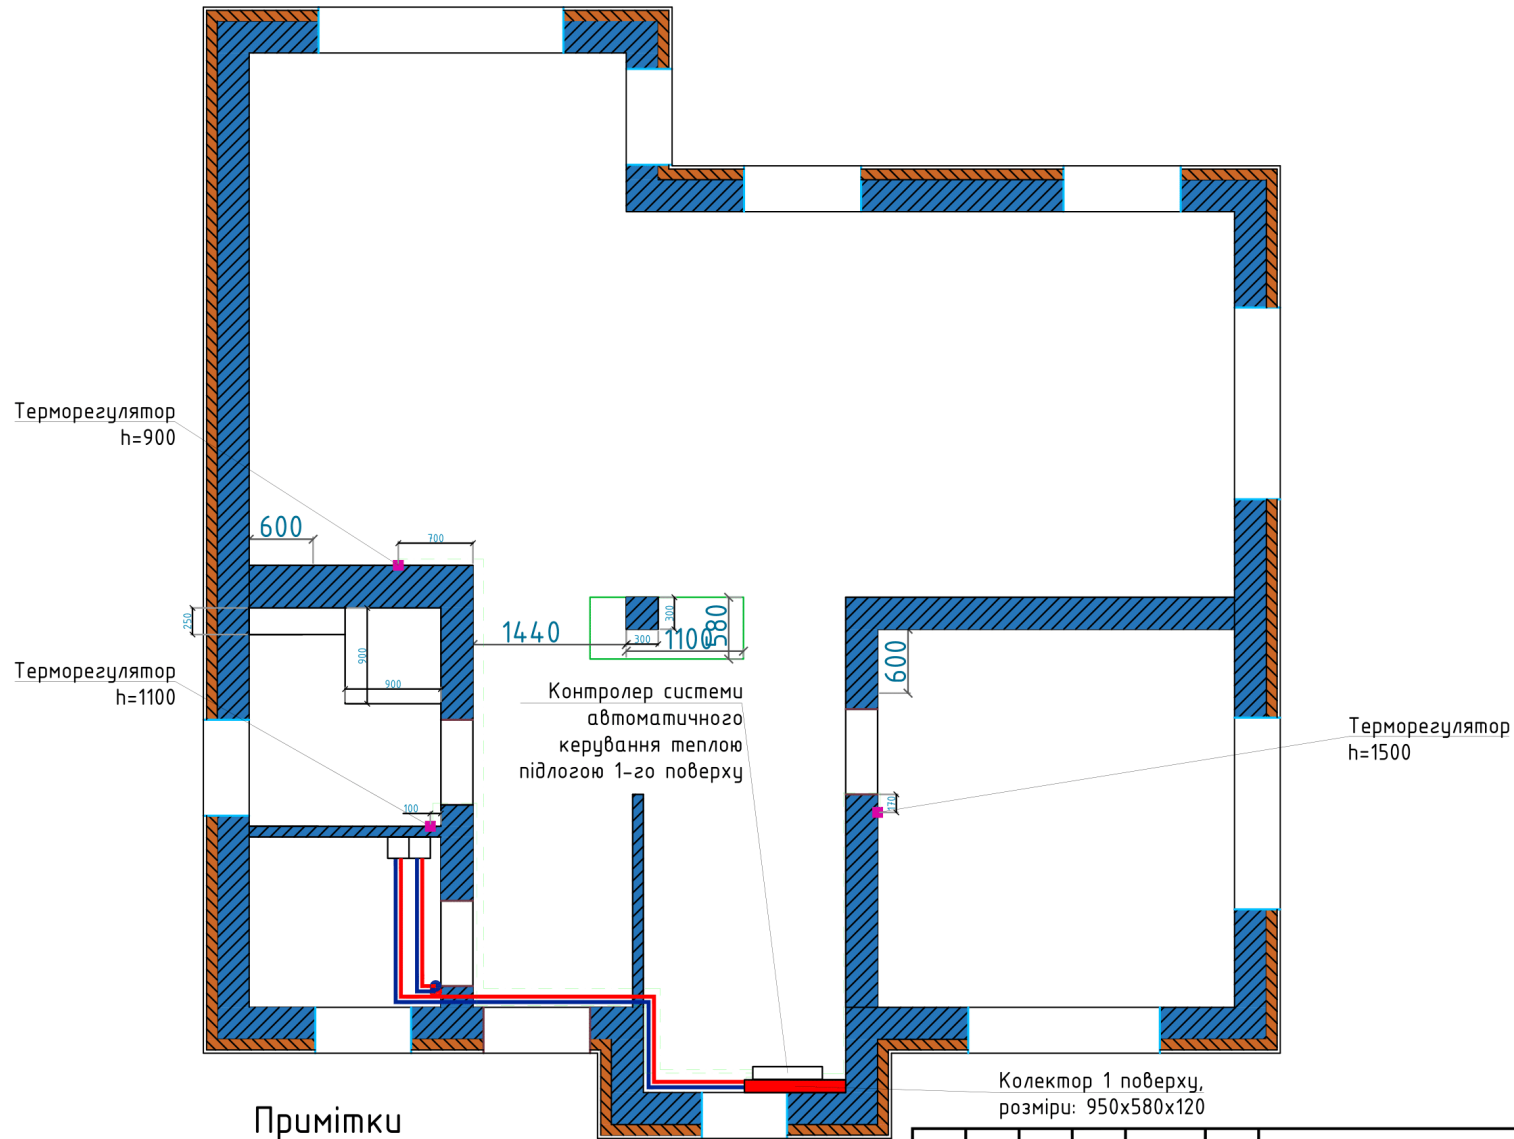 Терморегулятор
h=900
600
700
250
900
900
1440
300
300
1100
580
600
Терморегулятор
h=1100
Контролер системи
автоматичного
керування теплою
підлогою 1-го поверху
Терморегулятор
h=1500
170
100
Колектор 1 поверху,
розміри: 950х580х120
Примітки